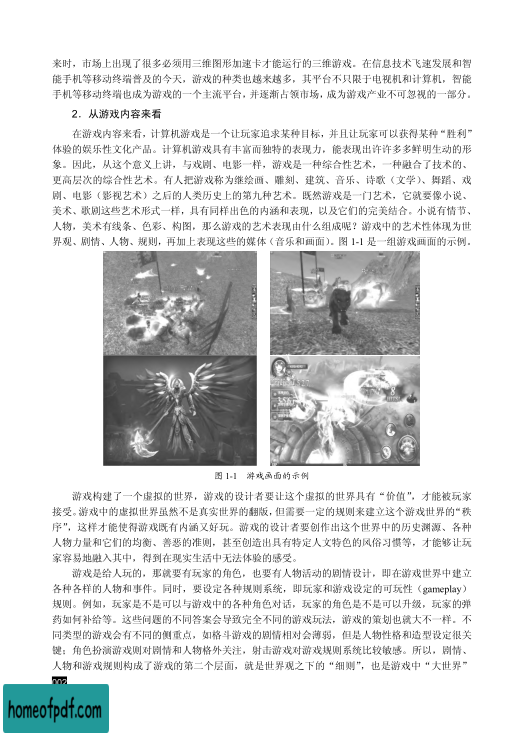 来时，市场上出现了很多必须用三维图形加速卡才能运行的三维游戏。在信息技术飞速发展和智
能手机等移动终端普及的今天，游戏的种类也越来越多，其平台不只限于电视机和计算机，智能
手机等移动终端也成为游戏的一个主流平台，并逐渐占领市场，成为游戏产业不可忽视的一部分。
2．从游戏内容来看
在游戏内容来看，计算机游戏是一个让玩家追求某种目标，并且让玩家可以获得某种“胜利”
体验的娱乐性文化产品。计算机游戏具有丰富而独特的表现力，能表现出许许多多鲜明生动的形
象。因此，从这个意义上讲，与戏剧、电影一样，游戏是一种综合性艺术，一种融合了技术的、
更高层次的综合性艺术。有人把游戏称为继绘画、雕刻、建筑、音乐、诗歌（文学）、舞蹈、戏
剧、电影（影视艺术）之后的人类历史上的第九种艺术。既然游戏是一门艺术，它就要像小说、
美术、歌剧这些艺术形式一样，具有同样出色的内涵和表现，以及它们的完美结合。小说有情节、
人物，美术有线条、色彩、构图，那么游戏的艺术表现由什么组成呢？游戏中的艺术性体现为世
界观、剧情、人物、规则，再加上表现这些的媒体（音乐和画面）。图 1-1 是一组游戏画面的示例。
图 1-1 游戏画面的示例
游戏构建了一个虚拟的世界，游戏的设计者要让这个虚拟的世界具有“价值”，才能被玩家
接受。游戏中的虚拟世界虽然不是真实世界的翻版，但需要一定的规则来建立这个游戏世界的“秩
序”，这样才能使得游戏既有内涵又好玩。游戏的设计者要创作出这个世界中的历史渊源、各种
人物力量和它们的均衡、善恶的准则，甚至创造出具有特定人文特色的风俗习惯等，才能够让玩
家容易地融入其中，得到在现实生活中无法体验的感受。
游戏是给人玩的，那就要有玩家的角色，也要有人物活动的剧情设计，即在游戏世界中建立
各种各样的人物和事件。同时，要设定各种规则系统，即玩家和游戏设定的可玩性（gameplay）
规则。例如，玩家是不是可以与游戏中的各种角色对话，玩家的角色是不是可以升级，玩家的弹
药如何补给等。这些问题的不同答案会导致完全不同的游戏玩法，游戏的策划也就大不一样。不
同类型的游戏会有不同的侧重点，如格斗游戏的剧情相对会薄弱，但是人物性格和造型设定很关
键；角色扮演游戏则对剧情和人物格外关注，射击游戏对游戏规则系统比较敏感。所以，剧情、
人物和游戏规则构成了游戏的第二个层面，就是世界观之下的“细则”，也是游戏中“大世界”
002
homeofpdf.com